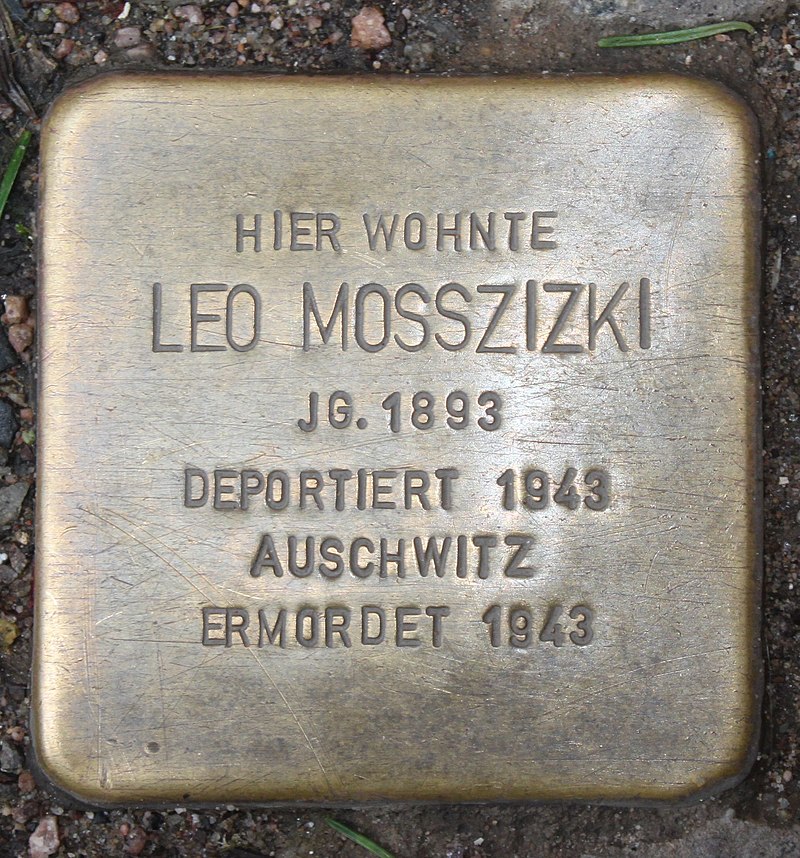 HIER WOHNTE
LEO MOSSZIZKI
JG. 1893
DEPORTIERT 1943
AUSCHWITZ
ERMORDET 1943